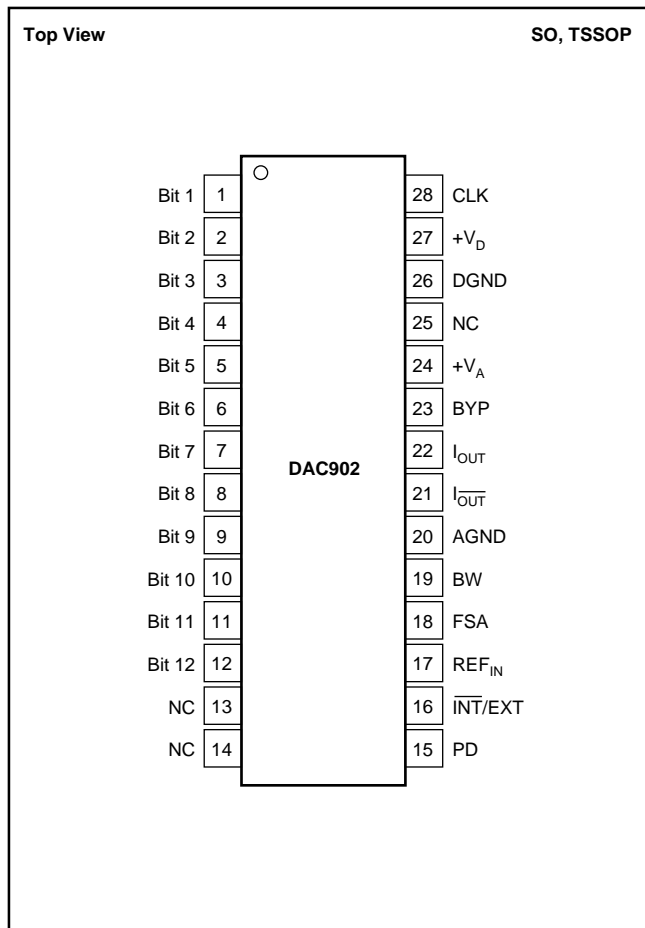 Top View SO, TSSOP
Bit 1 1 28 CLK
Bit 2 2 27 +V_D
Bit 3 3 26 DGND
Bit 4 4 25 NC
Bit 5 5 24 +V_A
Bit 6 6 23 BYP
Bit 7 7 22 I_OUT
DAC902
Bit 8 8 21 I_O̅U̅T̅
Bit 9 9 20 AGND
Bit 10 10 19 BW
Bit 11 11 18 FSA
Bit 12 12 17 REF_IN
NC 13 16 I̅N̅T̅/EXT
NC 14 15 PD